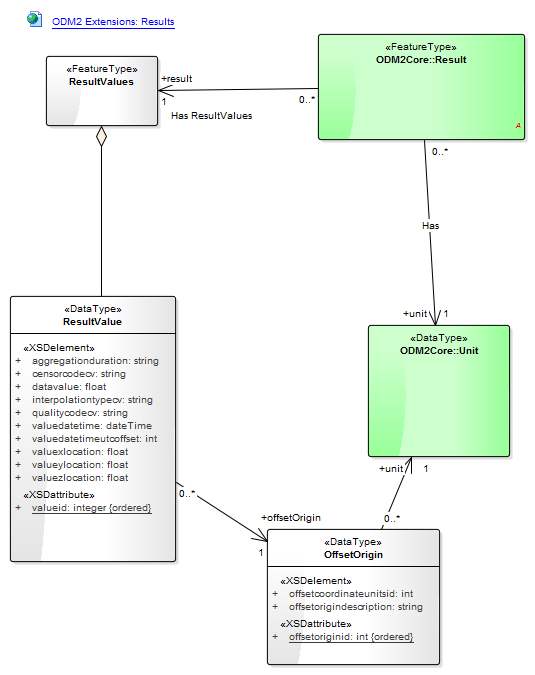 ODM2 Extensions: Results
«FeatureType»
ResultValues
+result
1
0..*
Has ResultValues
«FeatureType»
ODM2Core::Result
A
0..*
Has
+unit
1
«DataType»
ODM2Core::Unit
+unit
1
0..*
«DataType»
ResultValue
«XSDelement»
+ aggregationduration: string
+ censorcodecv: string
+ datavalue: float
+ interpolationtypecv: string
+ qualitycodecv: string
+ valuedatetime: dateTime
+ valuedatetimeutcoffset: int
+ valuexlocation: float
+ valueylocation: float
+ valuezlocation: float
«XSDattribute»
+ valueid: integer {ordered}
0..*
+offsetOrigin
1
«DataType»
OffsetOrigin
«XSDelement»
+ offsetcoordinateunitsid: int
+ offsetorigindescription: string
«XSDattribute»
+ offsetoriginid: int {ordered}